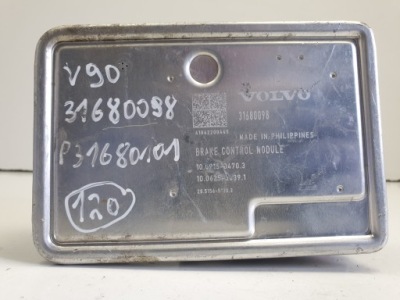 V90
31680098
P31680101
120
VOLVO
31680098
MADE IN PHILIPPINES
BRAKE CONTROL MODULE